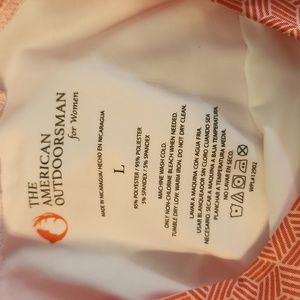 THE
AMERICAN
OUTDOORSMAN
for Women
MADE IN NICARAGUA/ HECHO EN NICARAGUA
L
95% POLYESTER/ 95% POLIESTER
5% SPANDEX/ 5% SPANDEX
MACHINE WASH COLD.
ONLY NON-CHLORINE BLEACH WHEN NEEDED.
TUMBLE DRY LOW. WARM IRON. DO NOT DRY CLEAN.
LAVAR A MAQUINA CON AGUA FRIA.
USAR BLANQUEADOR SIN CLORO CUANDO SEA
NECESARIO. SECAR A MAQUINA A BAJA TEMPERATURA
PLANCHAR A TEMPERATURA MEDIA.
NO LAVAR EN SECO.